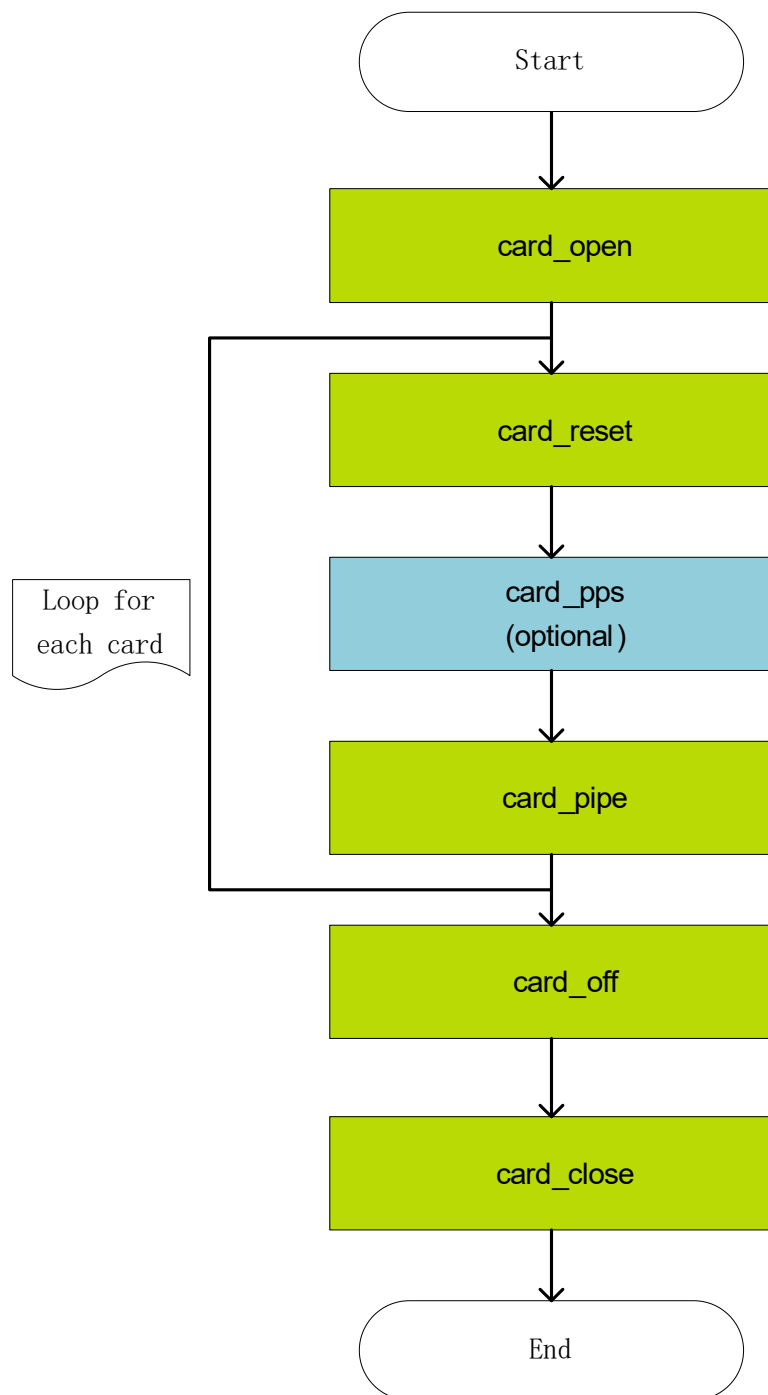 Start
card_open
card_reset
card_pps
(optional)
Loop for
each card
card_pipe
card_off
card_close
End